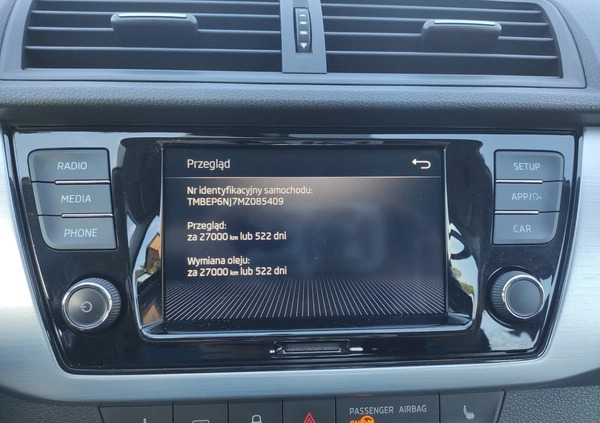 RADIO
MEDIA
PHONE
Przegląd
Nr identyfikacyjny samochodu:
TMBEP6NJ7MZ085409
Przegląd:
za 27000 km lub 522 dni
Wymiana oleju:
za 27000 km lub 522 dni
SETUP
APP/
CAR
PASSENGER AIRBAG